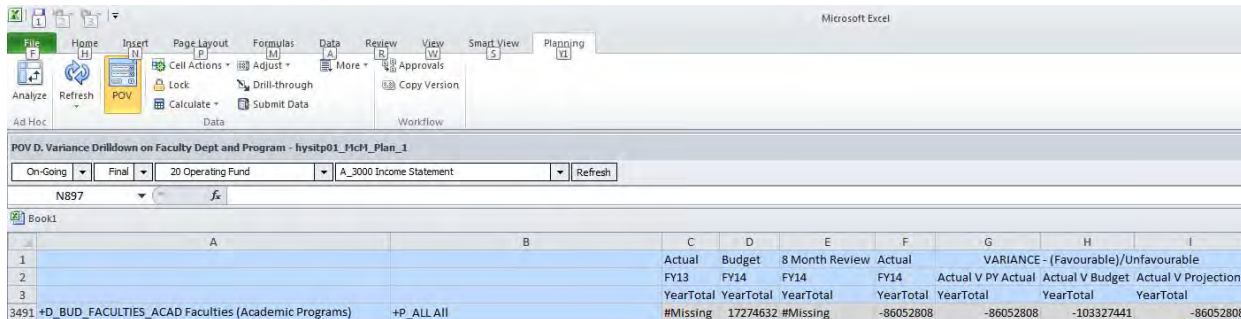 1 2 3
Microsoft Excel
File Home Insert Page Layout Formulas Data Review View Smart View Planning
F H N P M A R W S Y1
Cell Actions Adjust More Approvals
Lock Drill-through Copy Version
Analyze Refresh POV
Calculate Submit Data
Ad Hoc Data Workflow
POV D. Variance Drilldown on Faculty Dept and Program - hysitp01_McM_Plan_1
On-Going Final 20 Operating Fund A_3000 Income Statement Refresh
N897 fx
Book1
A B C D E F G H I
1 Actual Budget 8 Month Review Actual VARIANCE - (Favourable)/Unfavourable
2 FY13 FY14 FY14 FY14 Actual V PY Actual Actual V Budget Actual V Projection
3 YearTotal YearTotal YearTotal YearTotal YearTotal YearTotal YearTotal
3491 +D_BUD_FACULTIES_ACAD Faculties (Academic Programs) +P_ALL All #Missing 17274632 #Missing -86052808 -86052808 -103327441 -86052808